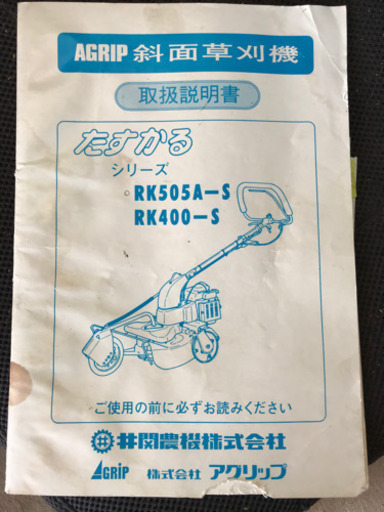 AGRIP 斜面草刈機
取扱説明書
たすかる
シリーズ
RK505A-S
RK400-S
ご使用の前に必ずお読みください
井関農機株式会社
AGRIP 株式会社 アグリップ